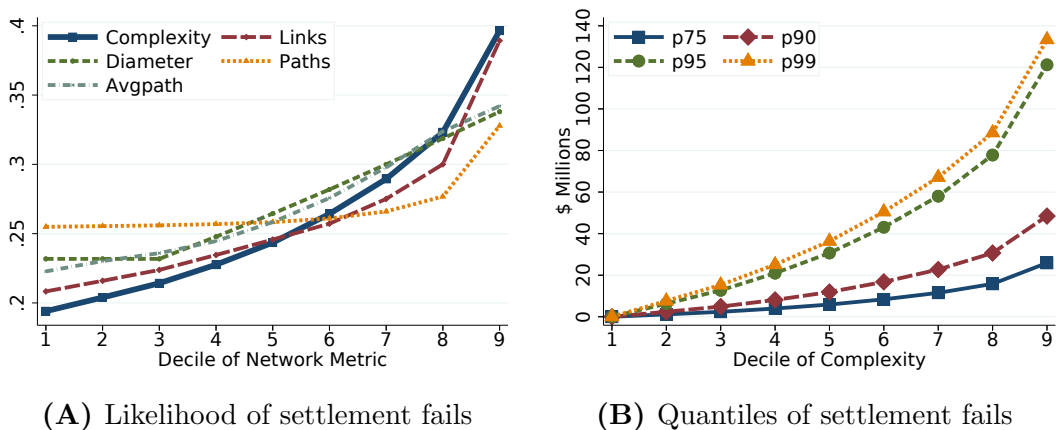 .4
.35
.3
.25
.2
Complexity
Links
Diameter
Paths
Avgpath
1 2 3 4 5 6 7 8 9
Decile of Network Metric
(A) Likelihood of settlement fails
$ Millions
140
120
100
80
60
40
20
0
p75
p90
p95
p99
1 2 3 4 5 6 7 8 9
Decile of Complexity
(B) Quantiles of settlement fails